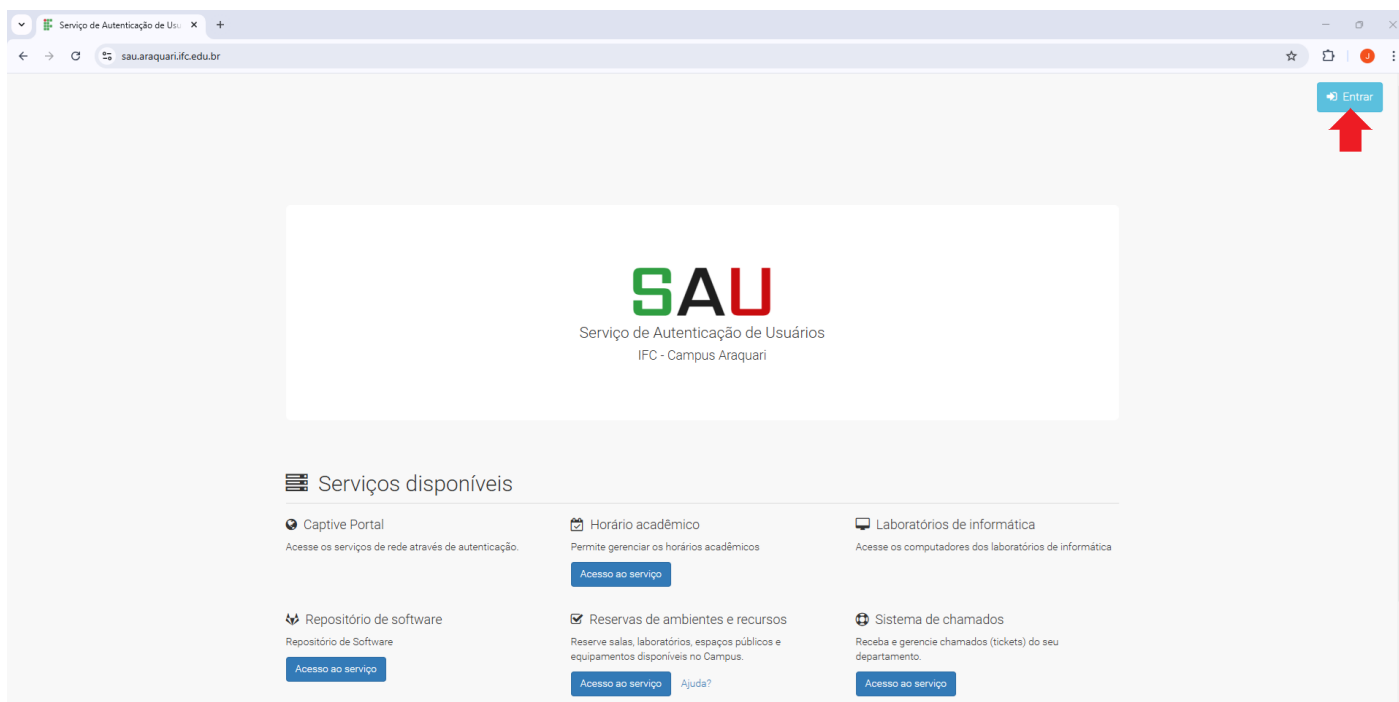 Serviço de Autenticação de Usu
sau.araquari.ifc.edu.br
J
Entrar
SAU
Serviço de Autenticação de Usuários
IFC - Campus Araquari
Serviços disponíveis
Captive Portal
Acesse os serviços de rede através de autenticação.
Horário acadêmico
Permite gerenciar os horários acadêmicos
Acesso ao serviço
Laboratórios de informática
Acesse os computadores dos laboratórios de informática
Repositório de software
Repositório de Software
Acesso ao serviço
Reservas de ambientes e recursos
Reserve salas, laboratórios, espaços públicos e
equipamentos disponíveis no Campus.
Acesso ao serviço Ajuda?
Sistema de chamados
Receba e gerencie chamados (tickets) do seu
departamento.
Acesso ao serviço